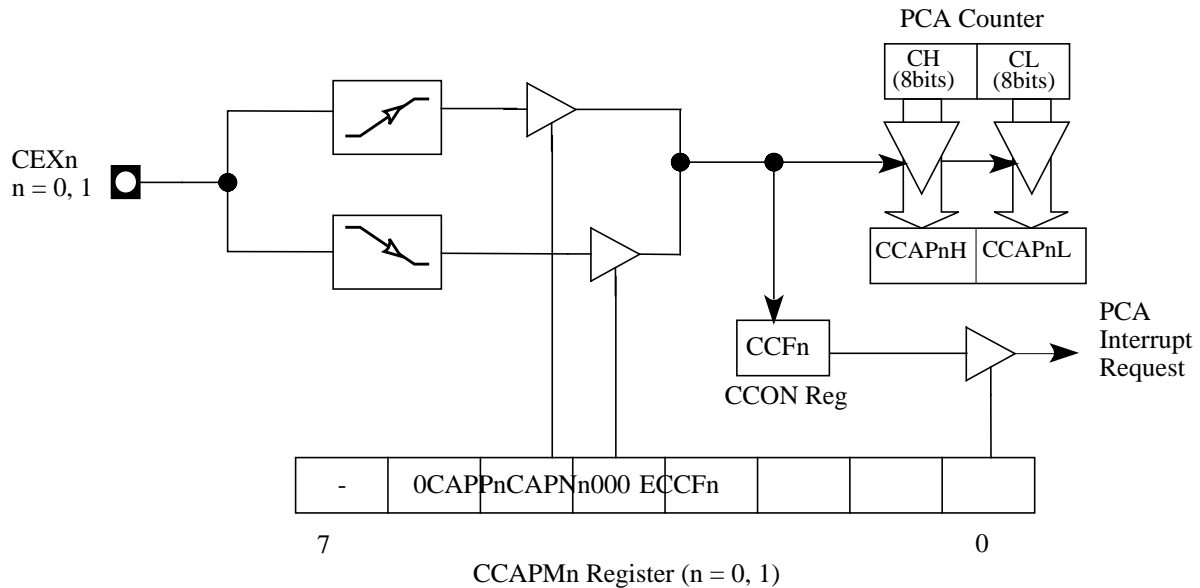 PCA Counter
CH
(8bits)
CL
(8bits)
CEXn
n = 0, 1
CCAPnH
CCAPnL
PCA
Interrupt
Request
CCFn
CCON Reg
-
0CAPPnCAPNn000 ECCFn
7
0
CCAPMn Register (n = 0, 1)